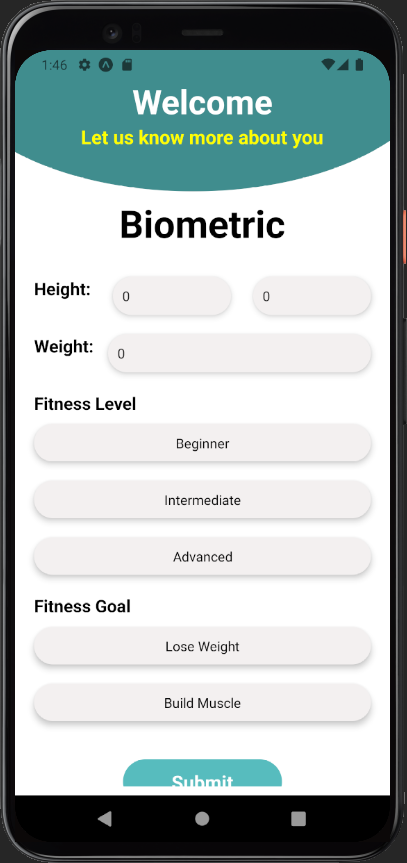 1:46
Welcome
Let us know more about you
Biometric
Height: 0 0
Weight: 0
Fitness Level
Beginner
Intermediate
Advanced
Fitness Goal
Lose Weight
Build Muscle
Submit